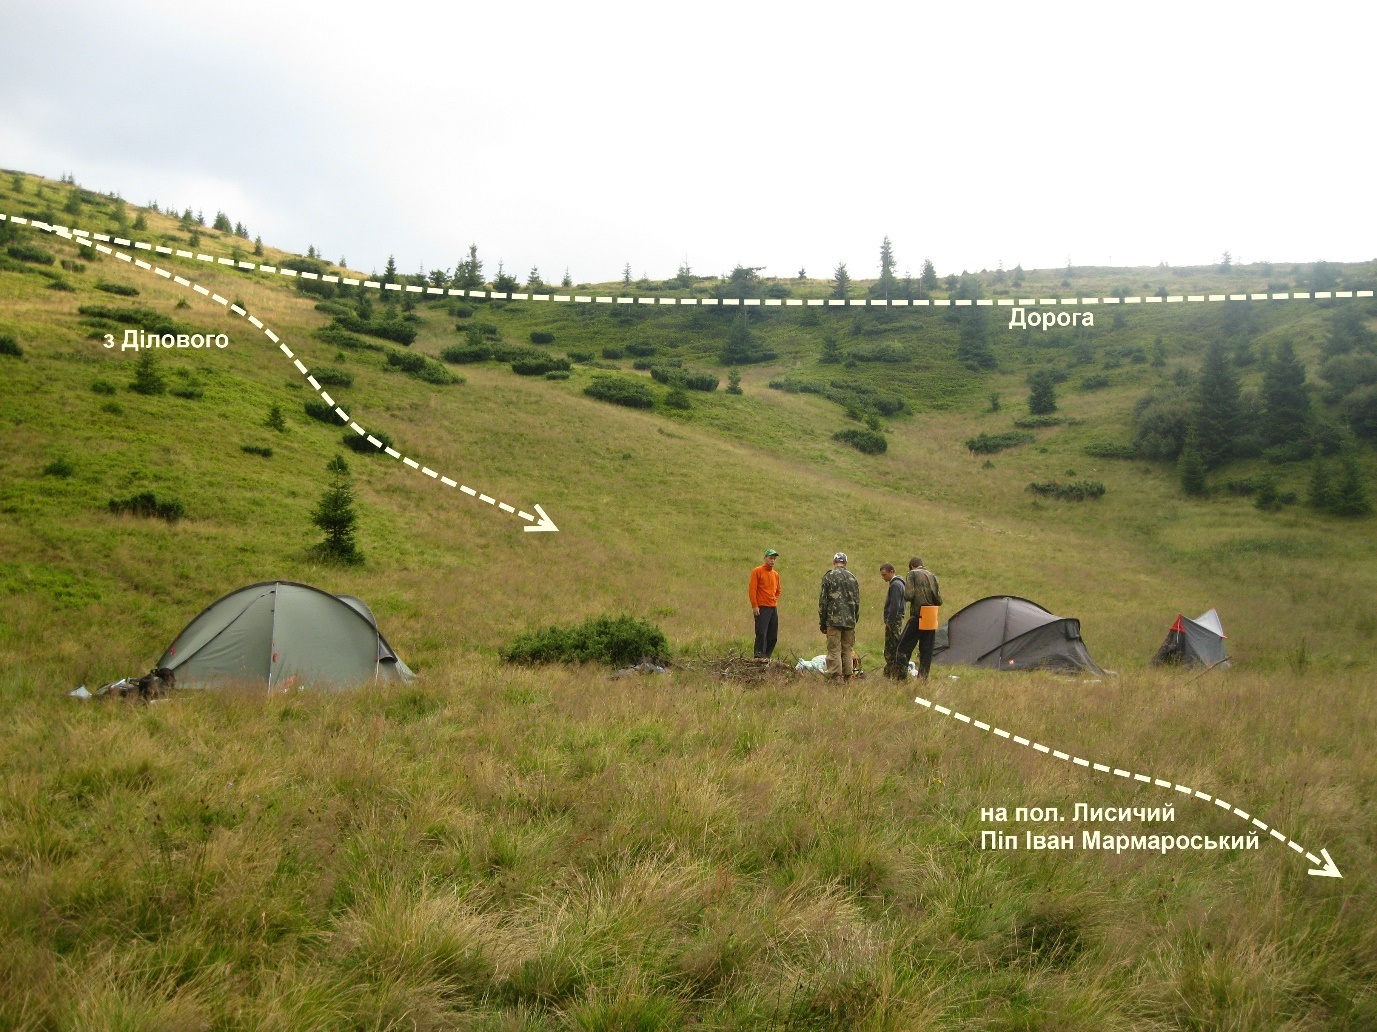 з Ділового
Дорога
на пол. Лисичий
Піп Іван Мармароський